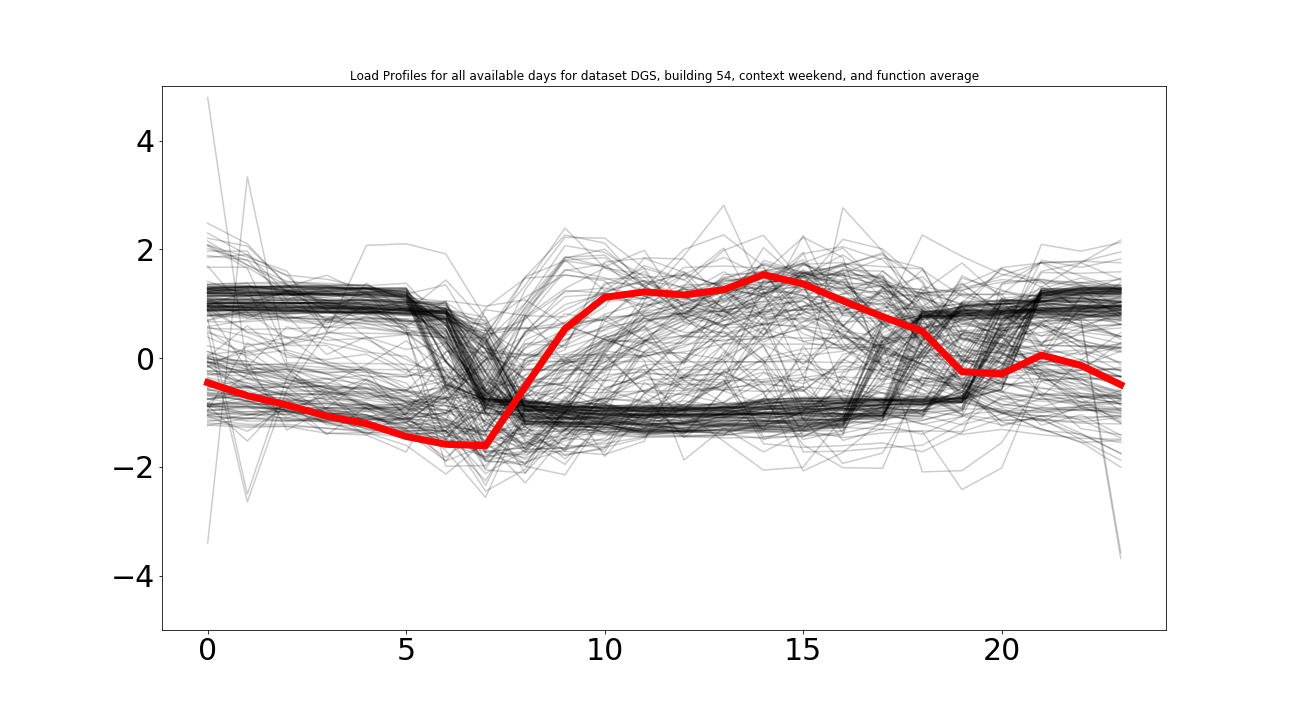 Load Profiles for all available days for dataset DGS, building 54, context weekend, and function average
4
2
0
−2
−4
0 5 10 15 20